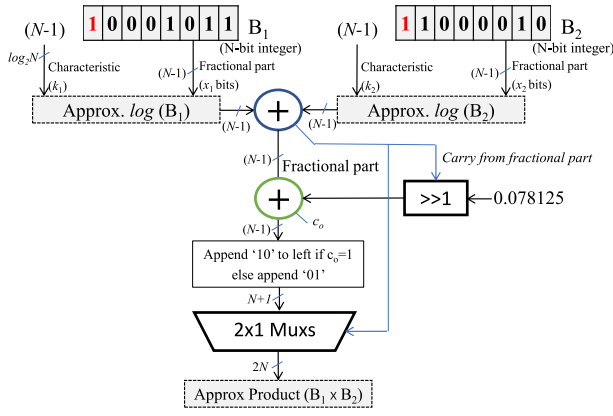 (N-1) 1 0 0 0 1 0 1 1 B1 (N-2) 1 0 1 0 0 0 1 0 B2
(N-bit integer) (N-bit integer)
log2N Characteristic (N-1) Fractional part Characteristic (N-1) Fractional part
(k1) (x1 bits) (k2) (x2 bits)
Approx. log (B1) + Approx. log (B2)
(N-1) (N-1)
(N-1) Fractional part Carry from fractional part
+ >>1 0.078125
(N-1) co
Append ‘10’ to left if co=1
else append ‘01’
N+1
2x1 Muxs
2N
Approx Product (B1 x B2)